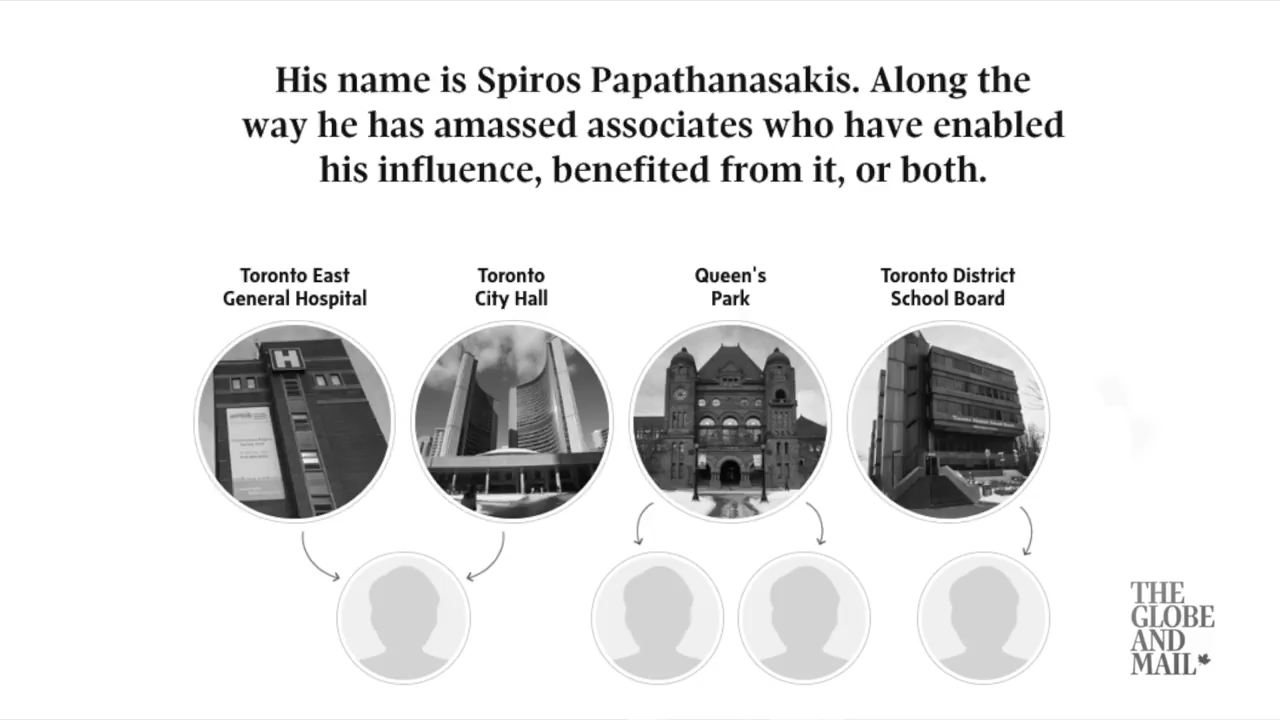 His name is Spiros Papathanasakis. Along the
way he has amassed associates who have enabled
his influence, benefited from it, or both.
Toronto East
General Hospital
Toronto
City Hall
Queen's
Park
Toronto District
School Board
H
THE
GLOBE
AND
MAIL